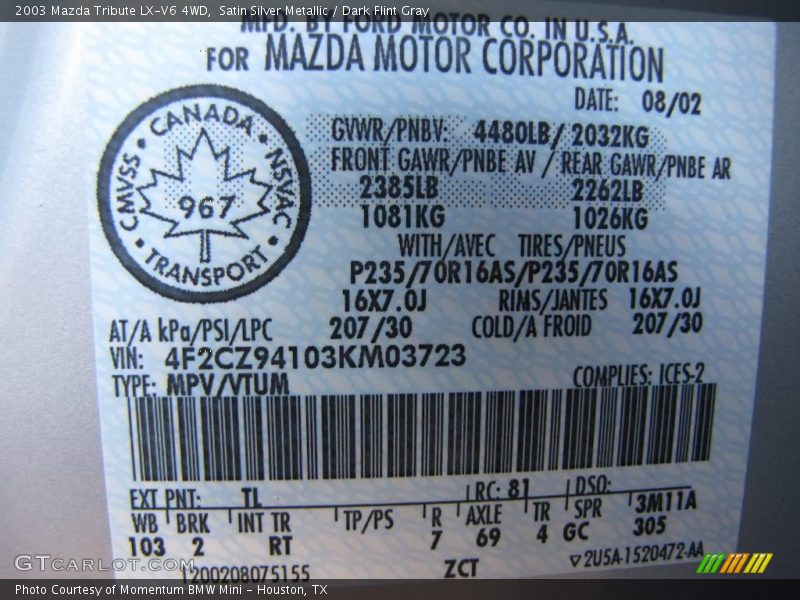 2003 Mazda Tribute LX-V6 4WD, Satin Silver Metallic / Dark Flint Gray
MFD. BY FORD MOTOR CO. IN U.S.A.
FOR MAZDA MOTOR CORPORATION
DATE: 08/02
CANADA
CMVSS
NSVAC
967
TRANSPORT
GVWR/PNBV: 4480LB/ 2032KG
FRONT GAWR/PNBE AV / REAR GAWR/PNBE AR
2385LB 2262LB
1081KG 1026KG
WITH/AVEC TIRES/PNEUS
P235/70R16AS/P235/70R16AS
16X7.0J RIMS/JANTES 16X7.0J
AT/A kPa/PSI/LPC 207/30 COLD/A FROID 207/30
VIN: 4F2CZ94103KM03723
TYPE: MPV/VTUM COMPLIES: ICES-2
EXT PNT: TL RC: 81 DSO:
WB BRK INT TR TP/PS R AXLE TR SPR 3M11A
103 2 RT 7 69 4 GC 305
1200208075155 ZCT ▽2U5A-1520472-AA
GTCARLOT.COM
Photo Courtesy of Momentum BMW Mini - Houston, TX